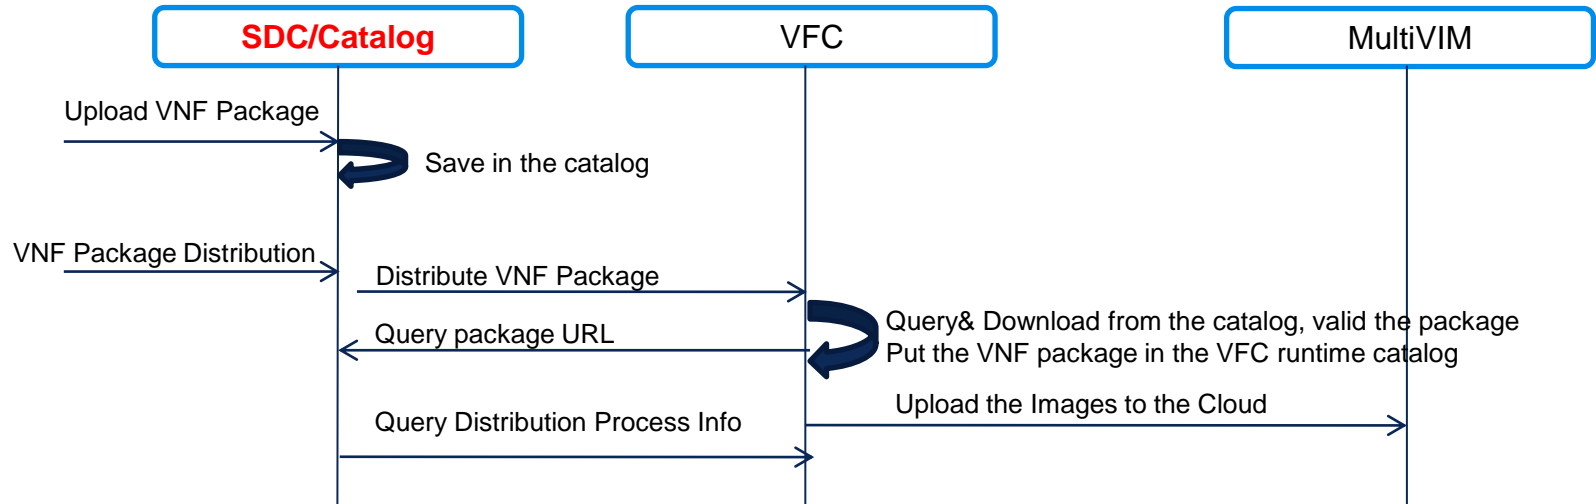 SDC/Catalog
VFC
MultiVIM
Upload VNF Package
Save in the catalog
VNF Package Distribution
Distribute VNF Package
Query package URL
Query& Download from the catalog, valid the package
Put the VNF package in the VFC runtime catalog
Upload the Images to the Cloud
Query Distribution Process Info